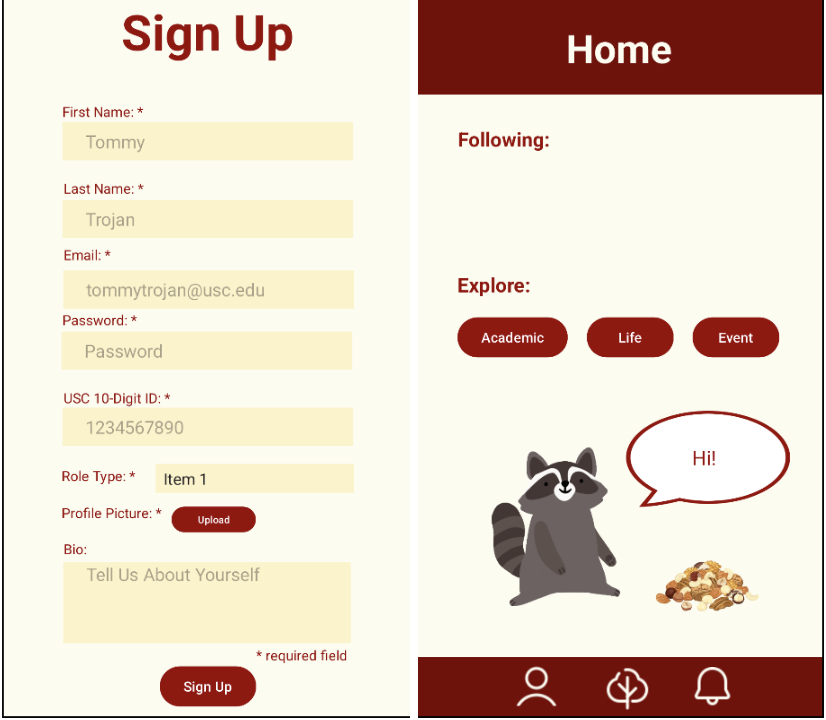 Sign Up
First Name: *
Tommy
Last Name: *
Trojan
Email: *
tommytrojan@usc.edu
Password: *
Password
USC 10-Digit ID: *
1234567890
Role Type: *
Item 1
Profile Picture: *
Upload
Bio:
Tell Us About Yourself
* required field
Sign Up
Home
Following:
Explore:
Academic
Life
Event
Hi!